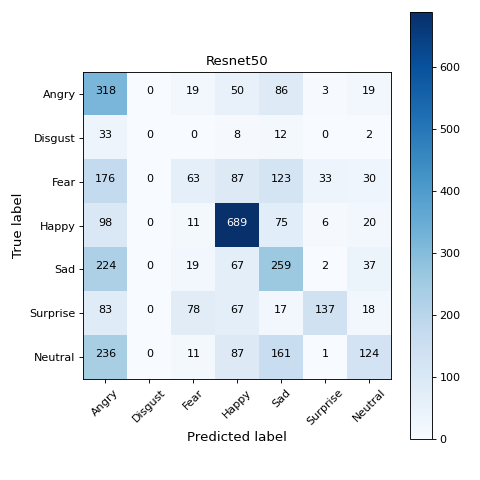 Resnet50
Angry 318 0 19 50 86 3 19
Disgust 33 0 0 8 12 0 2
Fear 176 0 63 87 123 33 30
Happy 98 0 11 689 75 6 20
Sad 224 0 19 67 259 2 37
Surprise 83 0 78 67 17 137 18
Neutral 236 0 11 87 161 1 124
Angry Disgust Fear Happy Sad Surprise Neutral
True label
Predicted label
600
500
400
300
200
100
0